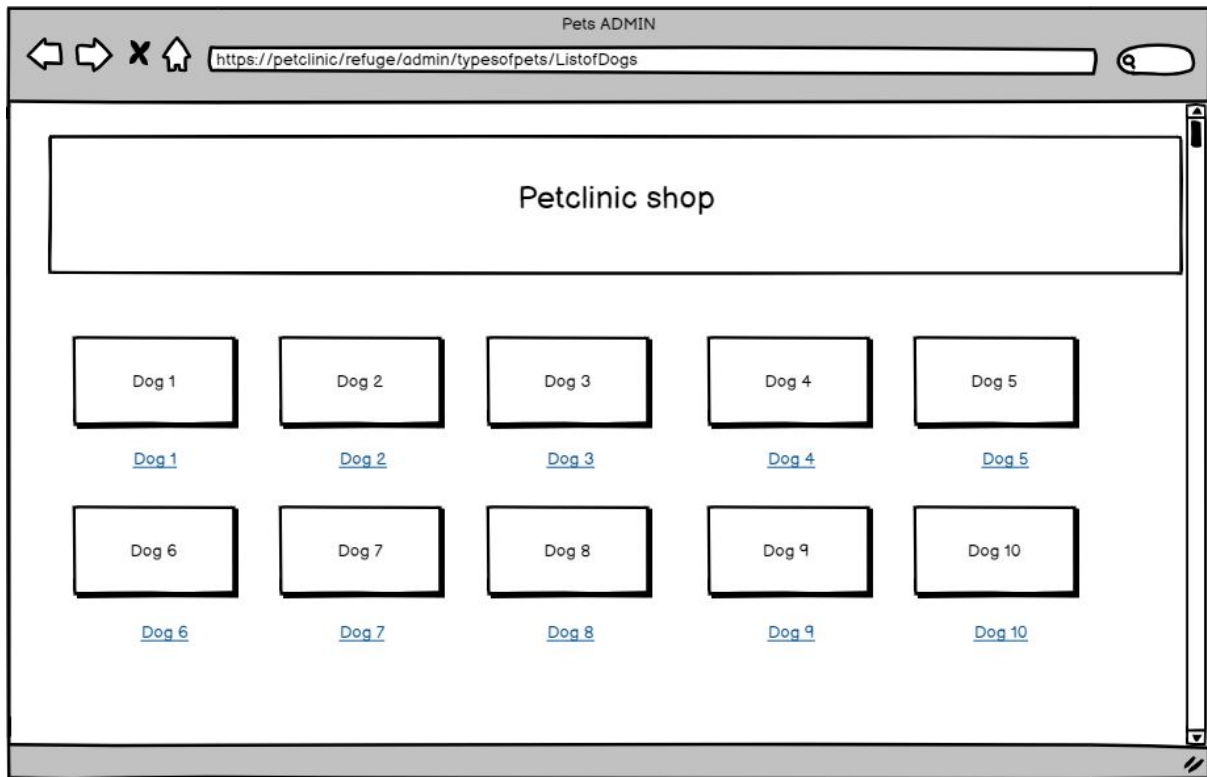 Pets ADMIN
https://petclinic/refuge/admin/typesofpets/ListofDogs
Petclinic shop
Dog 1 Dog 2 Dog 3 Dog 4 Dog 5
Dog 1 Dog 2 Dog 3 Dog 4 Dog 5
Dog 6 Dog 7 Dog 8 Dog 9 Dog 10
Dog 6 Dog 7 Dog 8 Dog 9 Dog 10